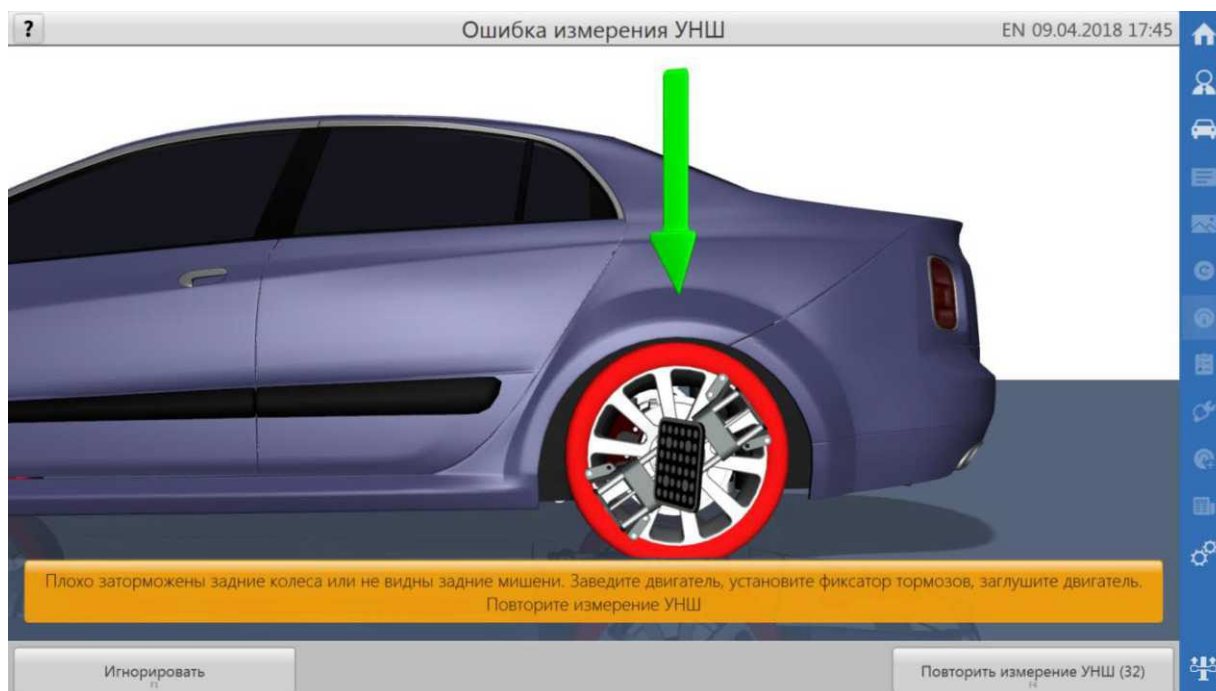 ?
Ошибка измерения УНШ
EN 09.04.2018 17:45
Плохо заторможены задние колеса или не видны задние мишени. Заведите двигатель, установите фиксатор тормозов, заглушите двигатель.
Повторите измерение УНШ
Игнорировать
Повторить измерение УНШ (32)